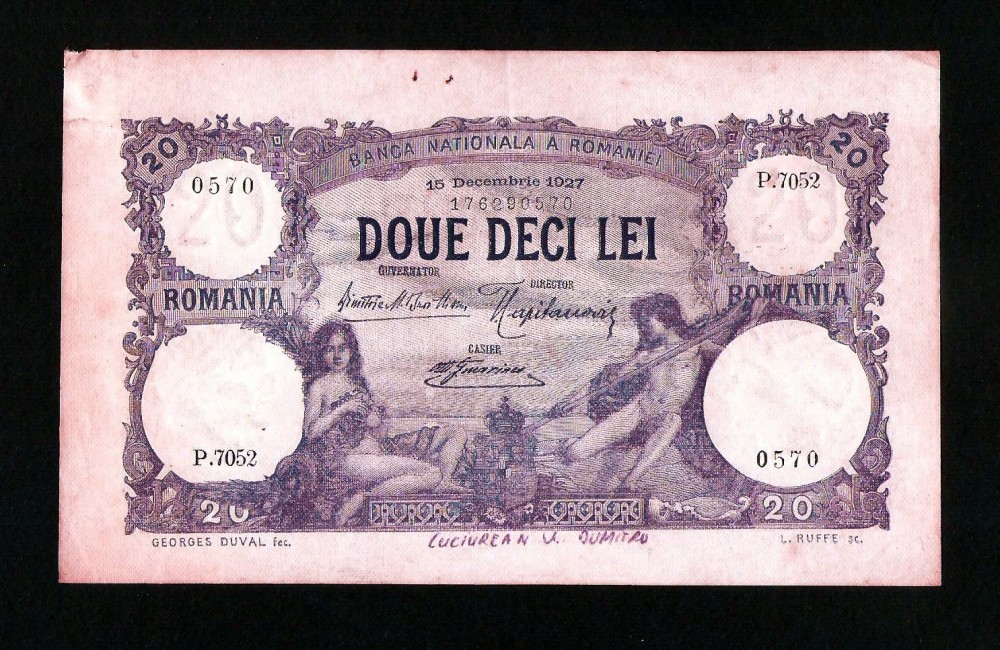 20
20
BANCA NATIONALA A ROMANIEI
0570
15 Decembrie 1927
P.7052
176290570
DOUE DECI LEI
GUVERNATOR
DIRECTOR
ROMANIA
ROMANIA
CASIER
P.7052
0570
20
20
GEORGES DUVAL fec.
CUCIUREAN V. DUMITRU
L. RUFFE sc.